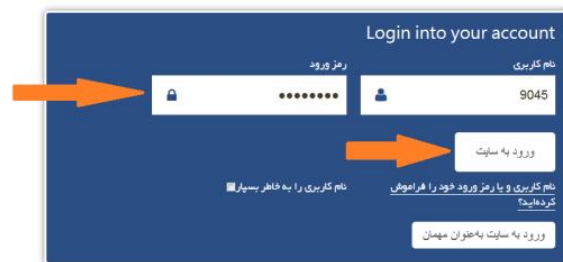 Login into your account
نام کاربری
رمز ورود
9045
••••••••
ورود به سایت
نام کاربری و یا رمز ورود خود را فراموش
کرده‌اید؟
نام کاربری را به خاطر بسپار
ورود به سایت به‌عنوان مهمان